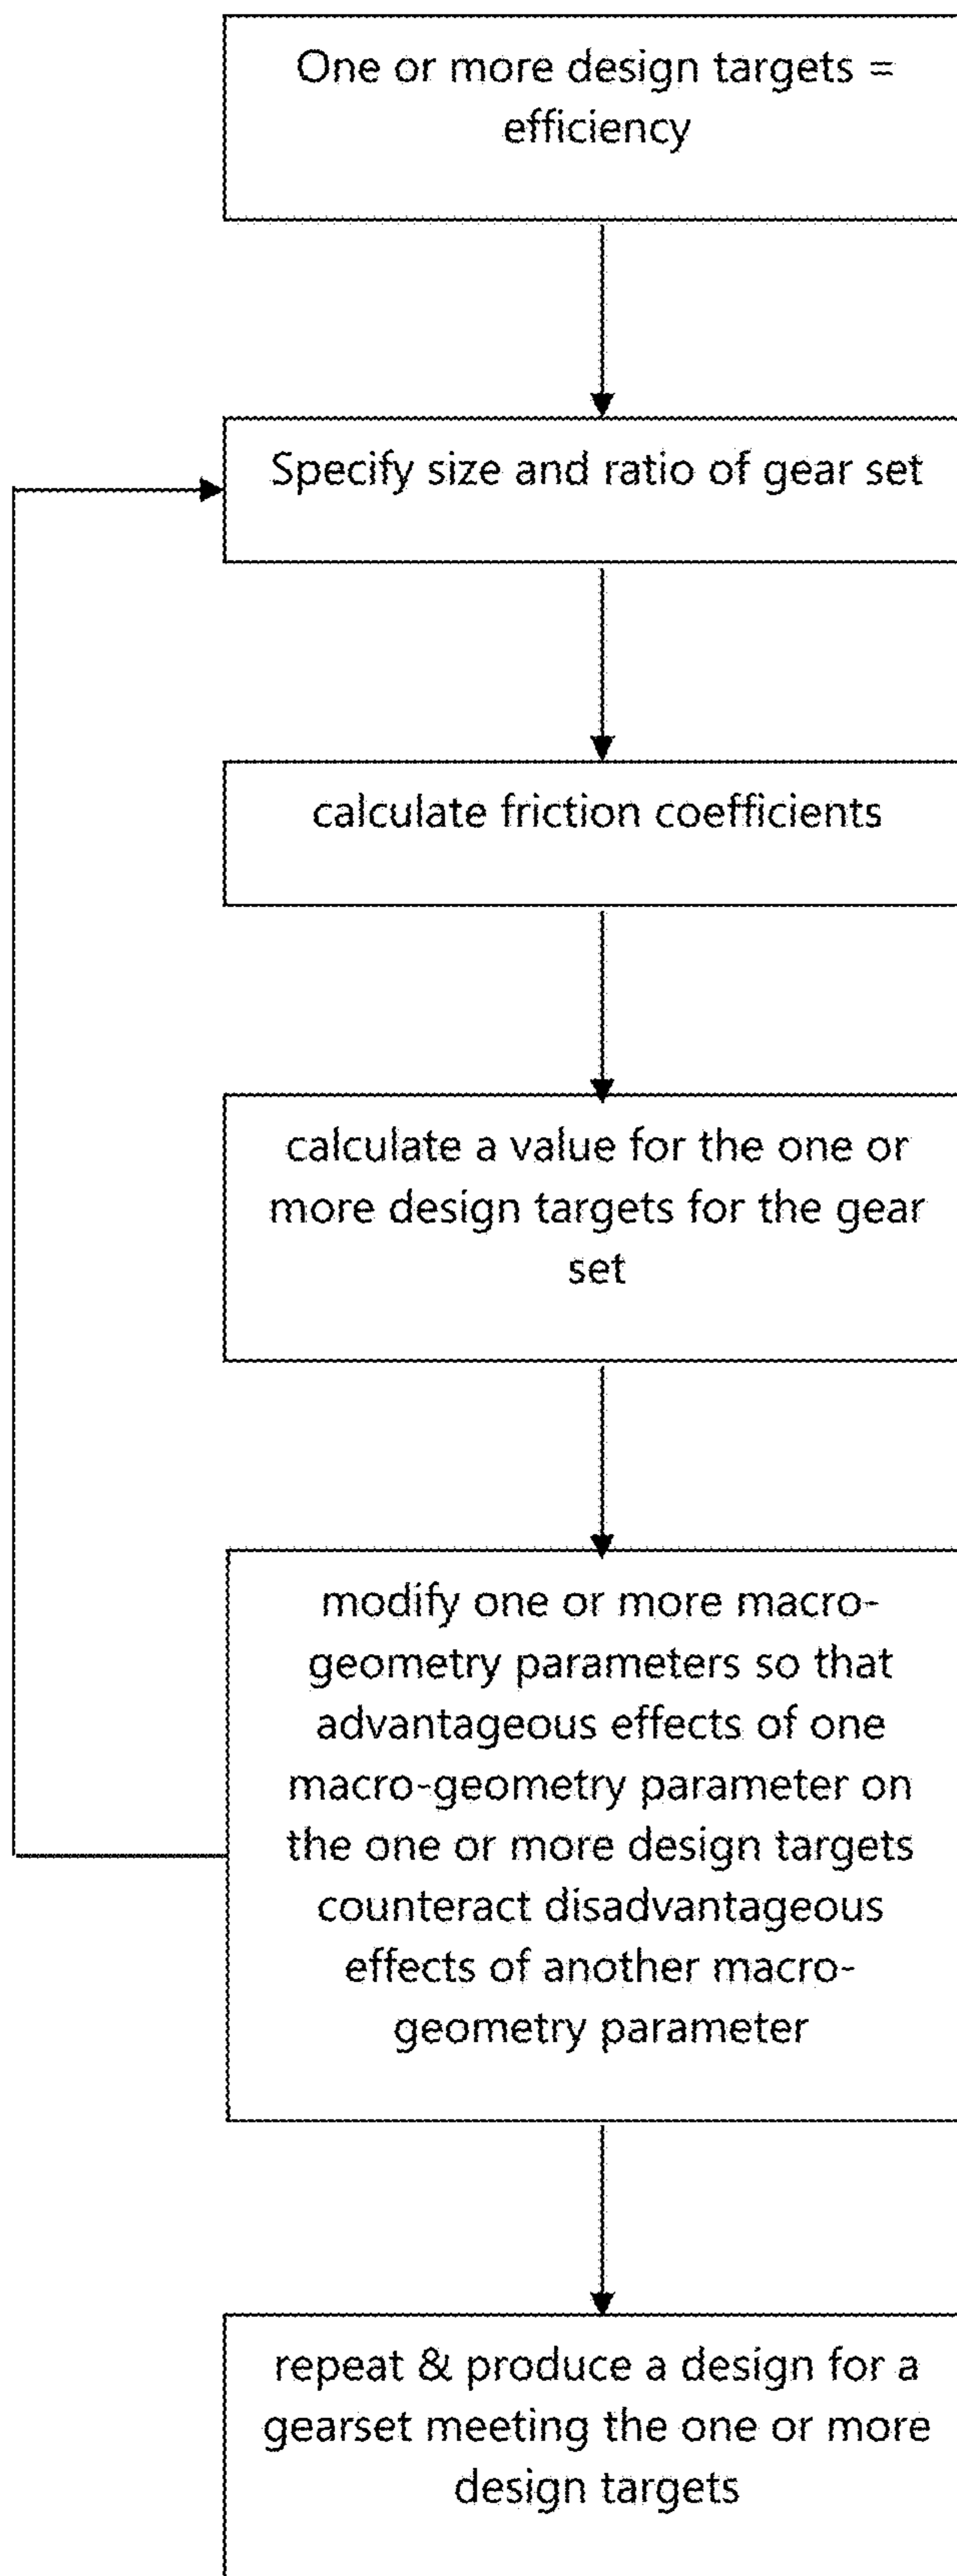 One or more design targets =
efficiency
Specify size and ratio of gear set
calculate friction coefficients
calculate a value for the one or
more design targets for the gear
set
modify one or more macro-
geometry parameters so that
advantageous effects of one
macro-geometry parameter on
the one or more design targets
counteract disadvantageous
effects of another macro-
geometry parameter
repeat & produce a design for a
gearset meeting the one or more
design targets